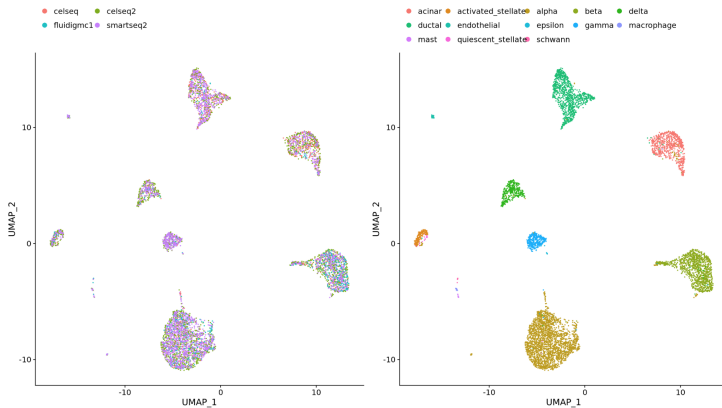 celseq celseq2
fluidigmc1 smartseq2
acinar activated_stellate alpha beta delta
ductal endothelial epsilon gamma macrophage
mast quiescent_stellate schwann
10
0
-10
UMAP_2
-10 0 10
UMAP_1
10
0
-10
UMAP_2
-10 0 10
UMAP_1